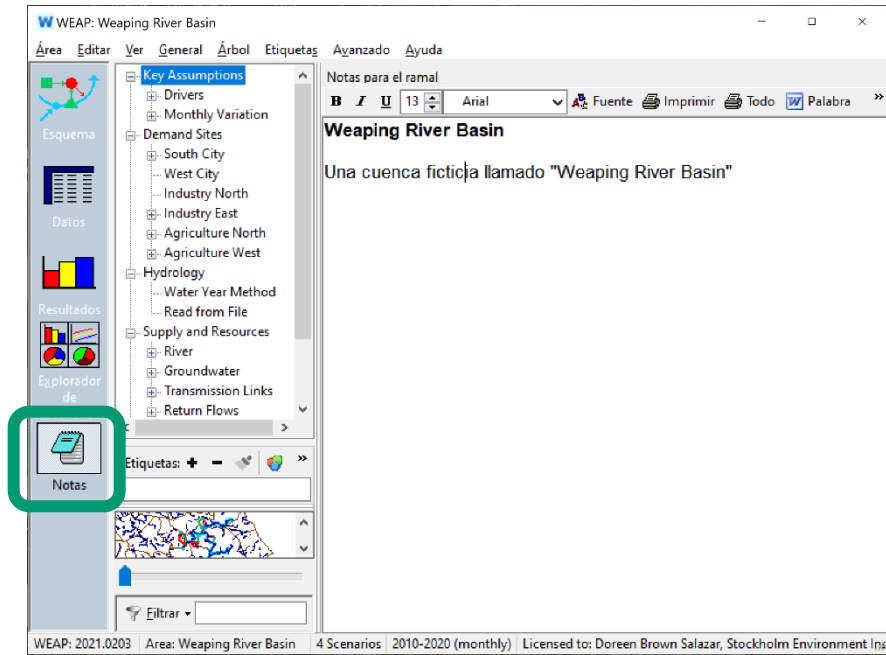 WEAP: Weaping River Basin
Área Editar Ver General Árbol Etiquetas Avanzado Ayuda
Esquema
Datos
Resultados
Explorador
de
Notas
Key Assumptions
Drivers
Monthly Variation
Demand Sites
South City
West City
Industry North
Industry East
Agriculture North
Agriculture West
Hydrology
Water Year Method
Read from File
Supply and Resources
River
Groundwater
Transmission Links
Return Flows
Etiquetas:
Filtrar
Notas para el ramal
B I U 13 Arial Fuente Imprimir Todo Palabra »
Weaping River Basin
Una cuenca ficticia llamado "Weaping River Basin"
WEAP: 2021.0203 Area: Weaping River Basin 4 Scenarios 2010-2020 (monthly) Licensed to: Doreen Brown Salazar, Stockholm Environment